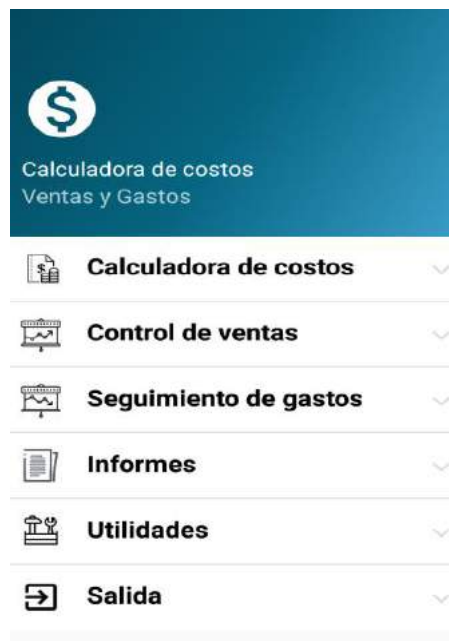 $
Calculadora de costos
Ventas y Gastos
Calculadora de costos
Control de ventas
Seguimiento de gastos
Informes
Utilidades
Salida